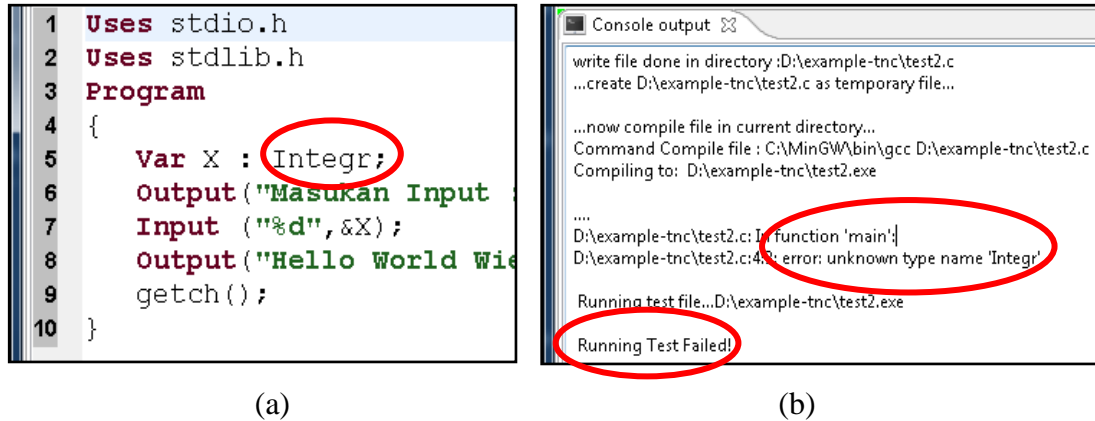 1 Uses stdio.h
2 Uses stdlib.h
3 Program
4 {
5 Var X : Integr;
6 Output("Masukan Input :
7 Input ("%d",&X);
8 Output("Hello World Wie
9 getch();
10 }
(a)
Console output
write file done in directory :D:\example-tnc\test2.c
...create D:\example-tnc\test2.c as temporary file...
...now compile file in current directory...
Command Compile file : C:\MinGW\bin\gcc D:\example-tnc\test2.c
Compiling to: D:\example-tnc\test2.exe
....
D:\example-tnc\test2.c: In function 'main':
D:\example-tnc\test2.c:4:2: error: unknown type name 'Integr'
Running test file...D:\example-tnc\test2.exe
Running Test Failed!
(b)